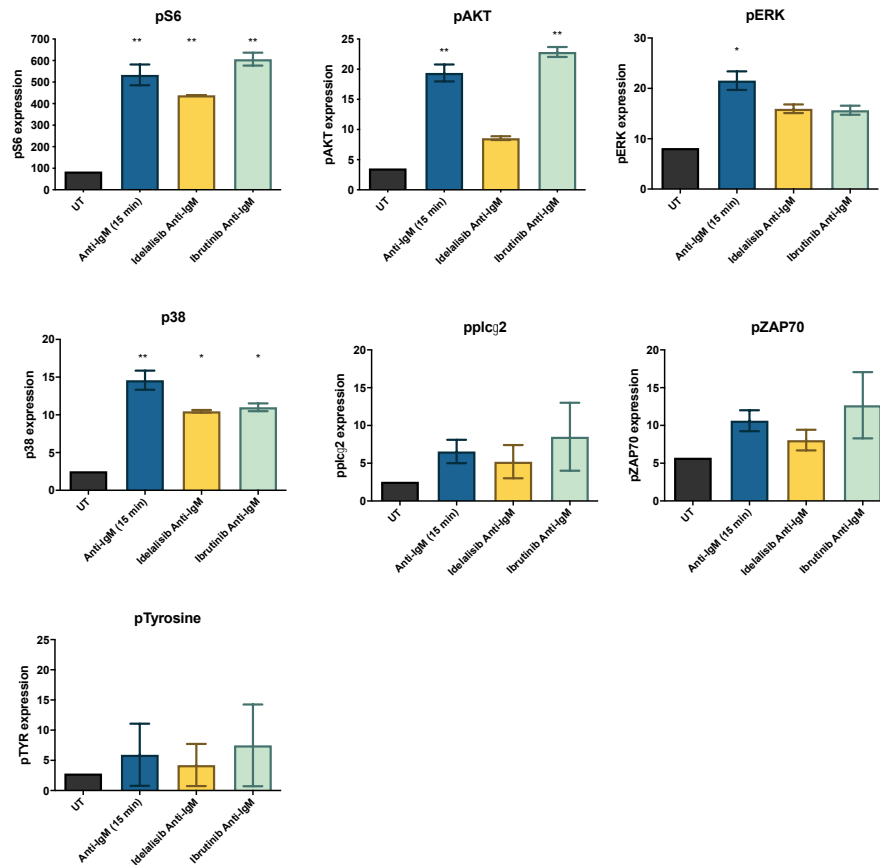 pS6
pS6 expression
700
600
500
400
300
200
100
0
**
**
**
UT
Anti-IgM (15 min)
Idelalisib Anti-IgM
Ibrutinib Anti-IgM
pAKT
pAKT expression
25
20
15
10
5
0
**
**
UT
Anti-IgM (15 min)
Idelalisib Anti-IgM
Ibrutinib Anti-IgM
pERK
pERK expression
30
20
10
0
*
UT
Anti-IgM (15 min)
Idelalisib Anti-IgM
Ibrutinib Anti-IgM
p38
p38 expression
20
15
10
5
0
**
*
*
UT
Anti-IgM (15 min)
Idelalisib Anti-IgM
Ibrutinib Anti-IgM
pplcg2
pplcg2 expression
20
15
10
5
0
UT
Anti-IgM (15 min)
Idelalisib Anti-IgM
Ibrutinib Anti-IgM
pZAP70
pZAP70 expression
20
15
10
5
0
UT
Anti-IgM (15 min)
Idelalisib Anti-IgM
Ibrutinib Anti-IgM
pTyrosine
pTYR expression
25
20
15
10
5
0
UT
Anti-IgM (15 min)
Idelalisib Anti-IgM
Ibrutinib Anti-IgM